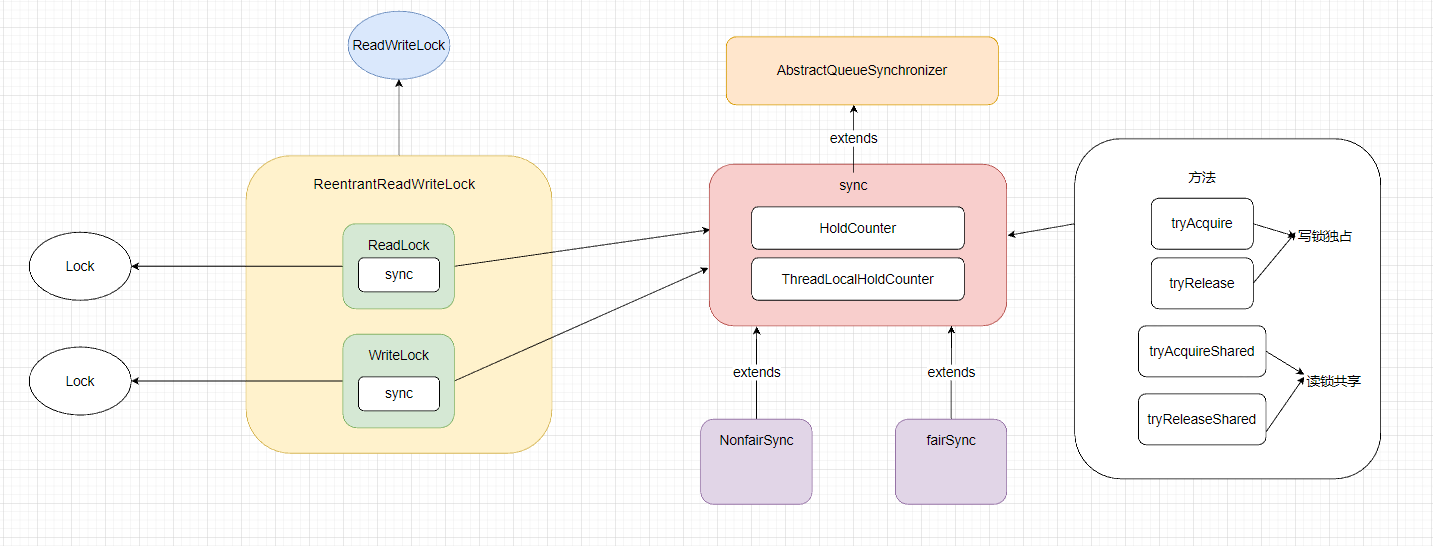 ReadWriteLock
AbstractQueueSynchronizer
extends
ReentrantReadWriteLock
sync
方法
HoldCounter
tryAcquire
写锁独占
ReadLock
Lock
sync
ThreadLocalHoldCounter
tryRelease
WriteLock
Lock
sync
extends
extends
tryAcquireShared
读锁共享
tryReleaseShared
NonfairSync
fairSync